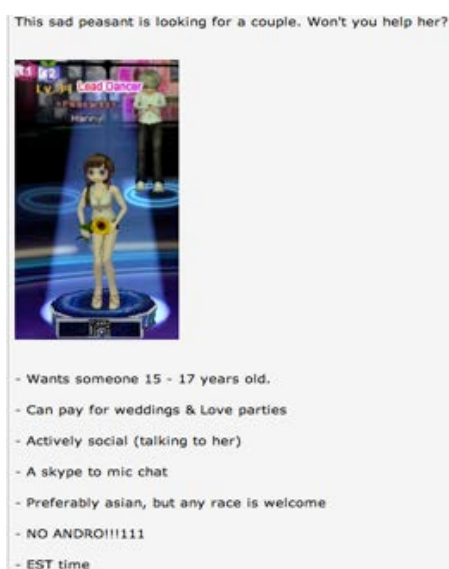 This sad peasant is looking for a couple. Won't you help her?
Lead Dancer
- Wants someone 15 - 17 years old.
- Can pay for weddings & Love parties
- Actively social (talking to her)
- A skype to mic chat
- Preferably asian, but any race is welcome
- NO ANDRO!!!111
- EST time